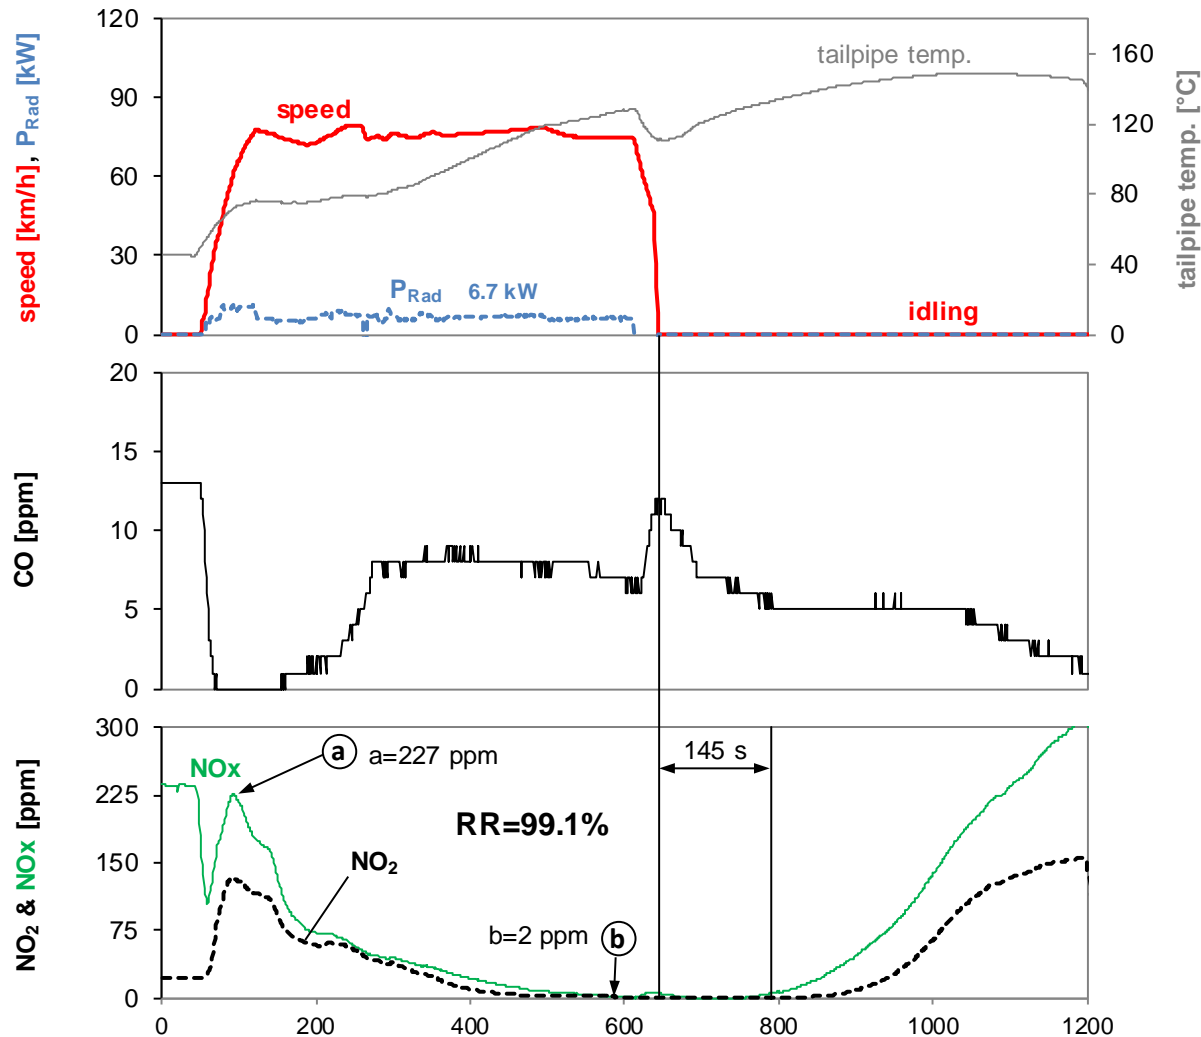 speed [km/h], P_Rad [kW]
120
90
60
30
0
tailpipe temp.
speed
P_Rad 6.7 kW
idling
160
120
80
40
0
tailpipe temp. [°C]
CO [ppm]
20
15
10
5
0
NO₂ & NOx [ppm]
300
225
150
75
0
NOx
a
a=227 ppm
145 s
RR=99.1%
NO₂
b=2 ppm
b
0 200 400 600 800 1000 1200